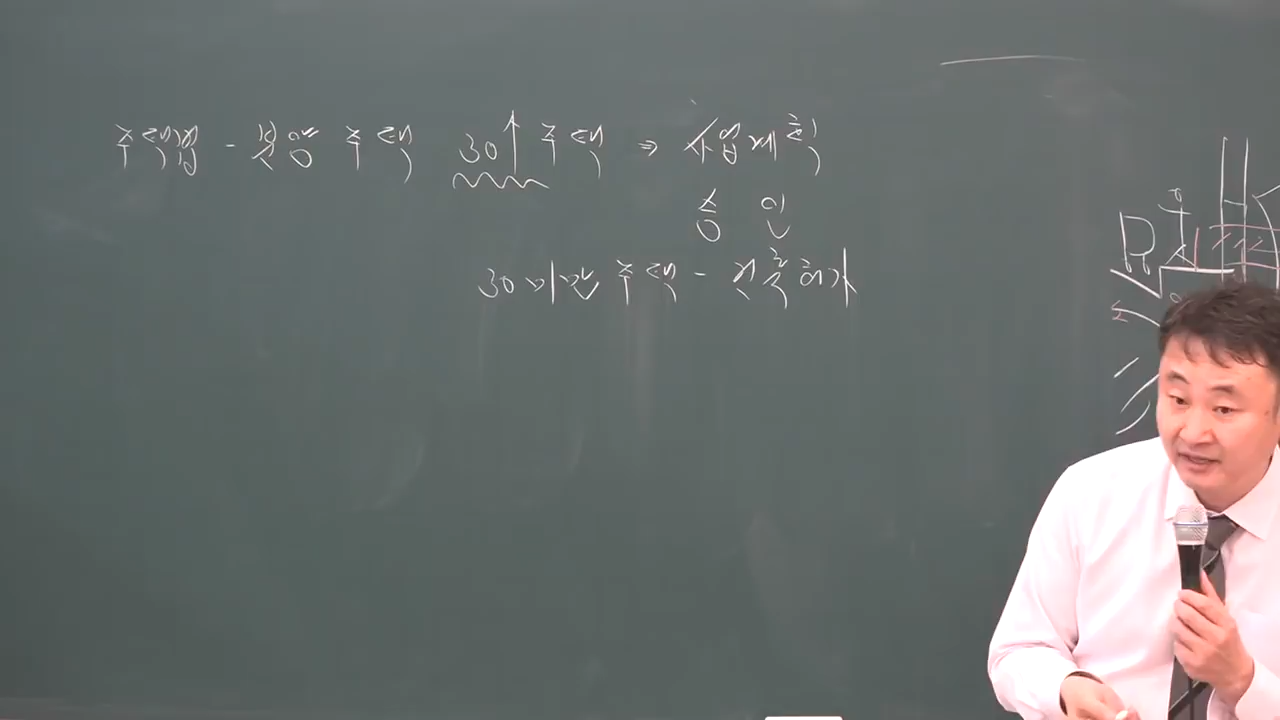 주택법 - 분양 주택 30↑ 주택 ⇒ 사업계획
승인
30 미만 주택 - 건축허가